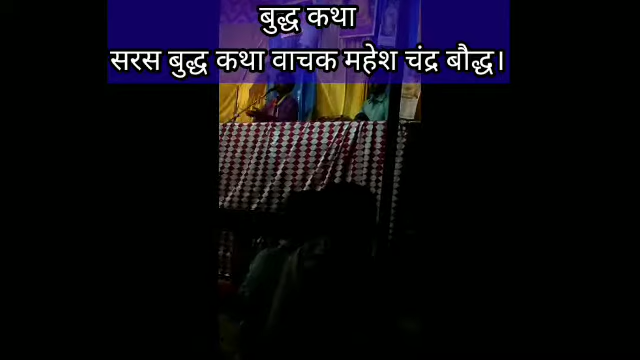 बुद्ध कथा
सरस बुद्ध कथा वाचक महेश चंद्र बौद्ध।